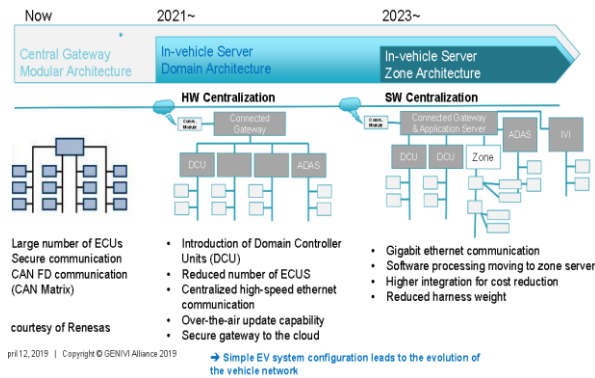 Now
2021~
2023~
Central Gateway
Modular Architecture
In-vehicle Server
Domain Architecture
In-vehicle Server
Zone Architecture
HW Centralization
SW Centralization
Comm.
Module
Connected
Gateway
DCU
ADAS
Comm.
Module
Connected Gateway
& Application Server
DCU
DCU
Zone
ADAS
IVI
Large number of ECUs
Secure communication
CAN FD communication
(CAN Matrix)
courtesy of Renesas
• Introduction of Domain Controller
Units (DCU)
• Reduced number of ECUS
• Centralized high-speed ethernet
communication
• Over-the-air update capability
• Secure gateway to the cloud
• Gigabit ethernet communication
• Software processing moving to zone server
• Higher integration for cost reduction
• Reduced harness weight
pril 12, 2019 | Copyright © GENIVI Alliance 2019
➔ Simple EV system configuration leads to the evolution of
the vehicle network